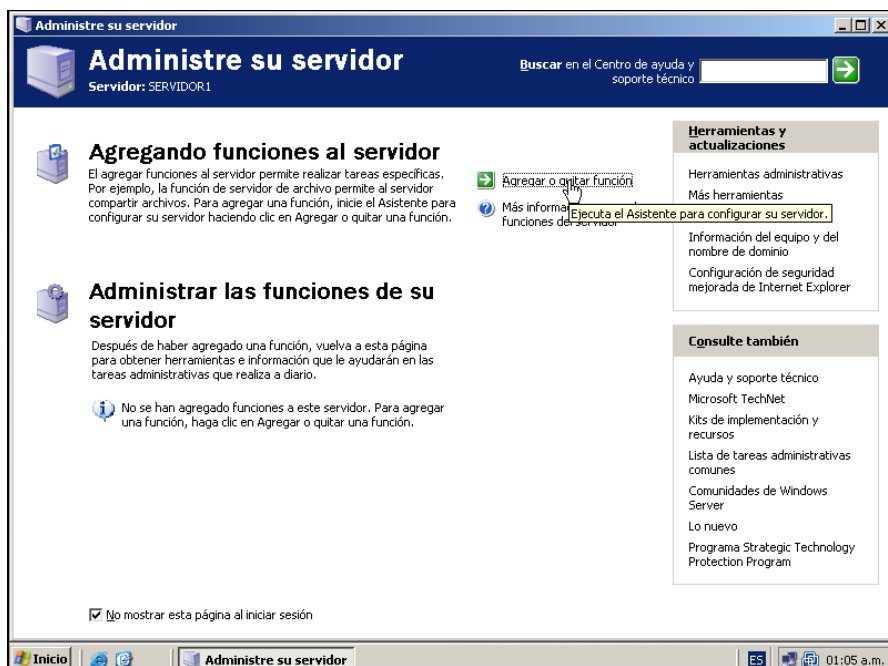 Administre su servidor
Administre su servidor
Servidor: SERVIDOR1
Buscar en el Centro de ayuda y
soporte técnico
Agregando funciones al servidor
El agregar funciones al servidor permite realizar tareas específicas.
Por ejemplo, la función de servidor de archivo permite al servidor
compartir archivos. Para agregar una función, inicie el Asistente para
configurar su servidor haciendo clic en Agregar o quitar una función.
Agregar o quitar función
Más informa
Ejecuta el Asistente para configurar su servidor.
funciones del servidor
Administrar las funciones de su
servidor
Después de haber agregado una función, vuelva a esta página
para obtener herramientas e información que le ayudarán en las
tareas administrativas que realiza a diario.
No se han agregado funciones a este servidor. Para agregar
una función, haga clic en Agregar o quitar una función.
Herramientas y
actualizaciones
Herramientas administrativas
Más herramientas
Información del equipo y del
nombre de dominio
Configuración de seguridad
mejorada de Internet Explorer
Consulte también
Ayuda y soporte técnico
Microsoft TechNet
Kits de implementación y
recursos
Lista de tareas administrativas
comunes
Comunidades de Windows
Server
Lo nuevo
Programa Strategic Technology
Protection Program
No mostrar esta página al iniciar sesión
Inicio
Administre su servidor
ES
01:05 a.m.